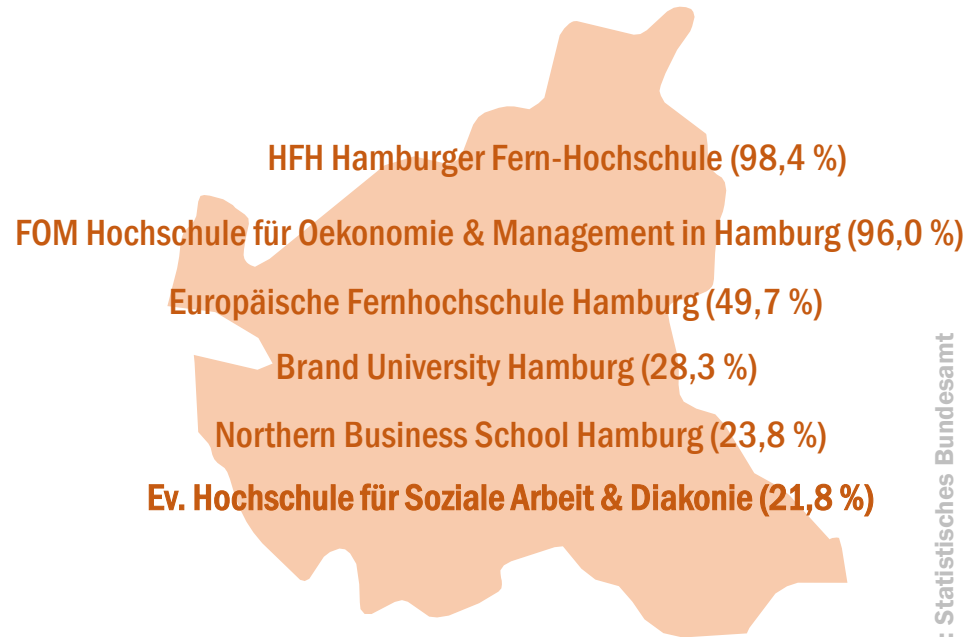 HFH Hamburger Fern-Hochschule (98,4 %)
FOM Hochschule für Oekonomie & Management in Hamburg (96,0 %)
Europäische Fernhochschule Hamburg (49,7 %)
Brand University Hamburg (28,3 %)
Northern Business School Hamburg (23,8 %)
Ev. Hochschule für Soziale Arbeit & Diakonie (21,8 %)
: Statistisches Bundesamt